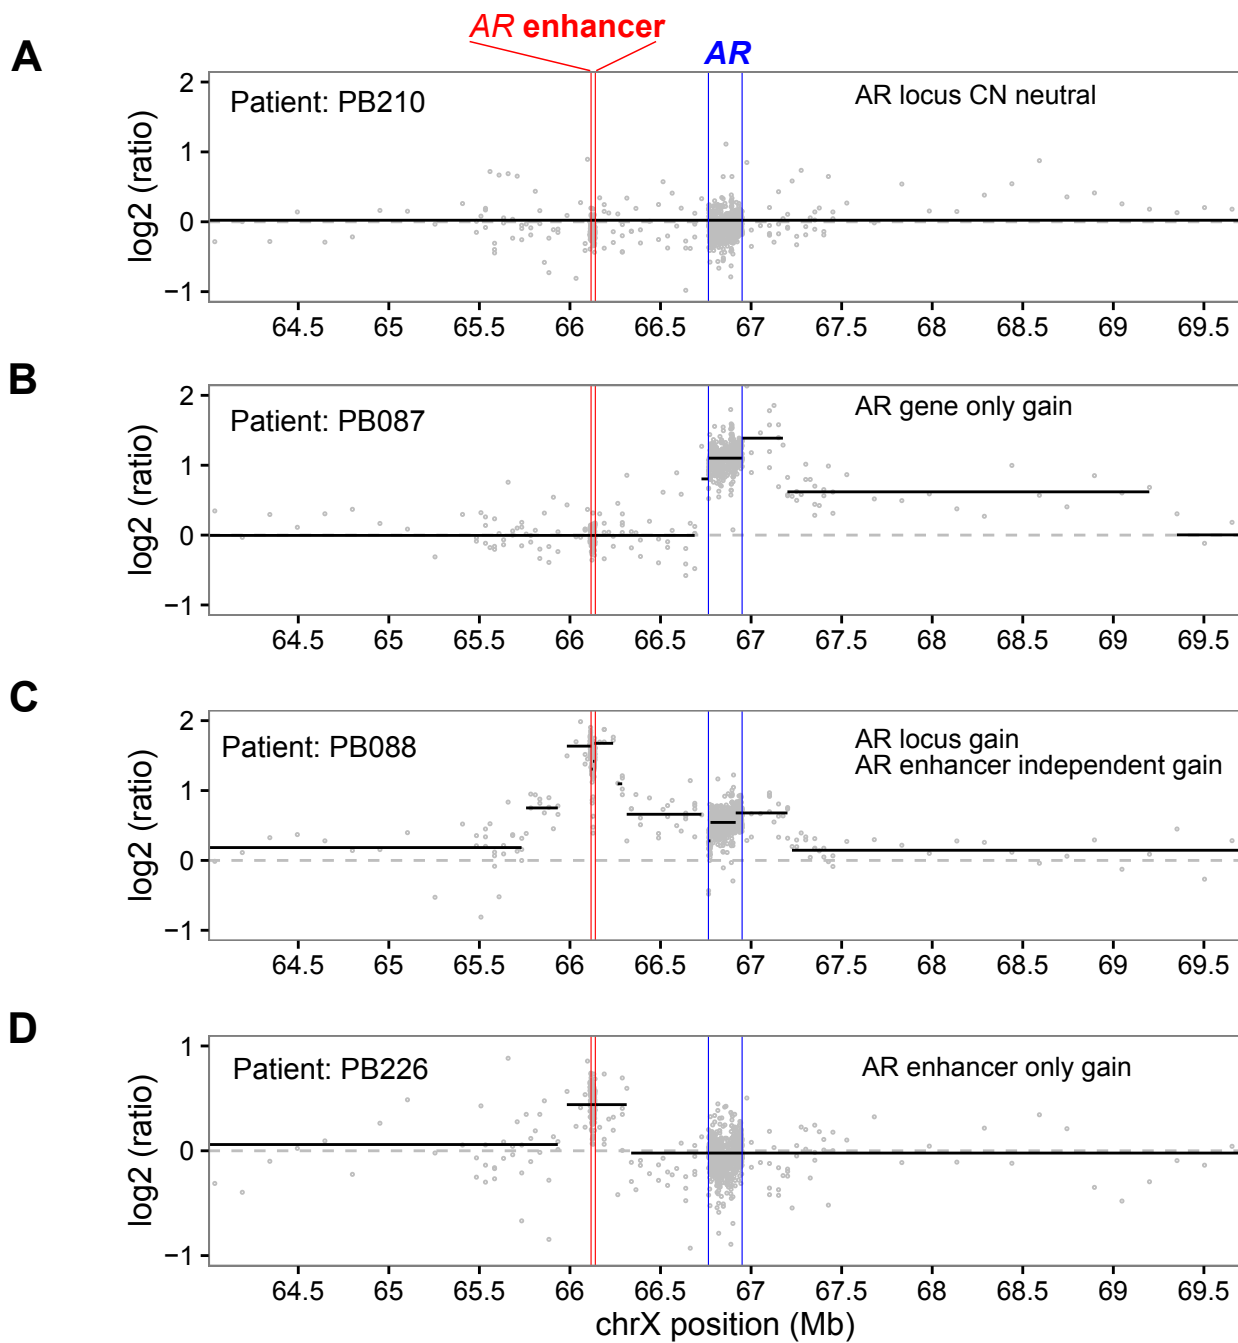 AR enhancer
AR
A
Patient: PB210
AR locus CN neutral
log2 (ratio)
2
1
0
−1
64.5 65 65.5 66 66.5 67 67.5 68 68.5 69 69.5
B
Patient: PB087
AR gene only gain
log2 (ratio)
2
1
0
−1
64.5 65 65.5 66 66.5 67 67.5 68 68.5 69 69.5
C
Patient: PB088
AR locus gain
AR enhancer independent gain
log2 (ratio)
2
1
0
−1
64.5 65 65.5 66 66.5 67 67.5 68 68.5 69 69.5
D
Patient: PB226
AR enhancer only gain
log2 (ratio)
1
0
−1
64.5 65 65.5 66 66.5 67 67.5 68 68.5 69 69.5
chrX position (Mb)